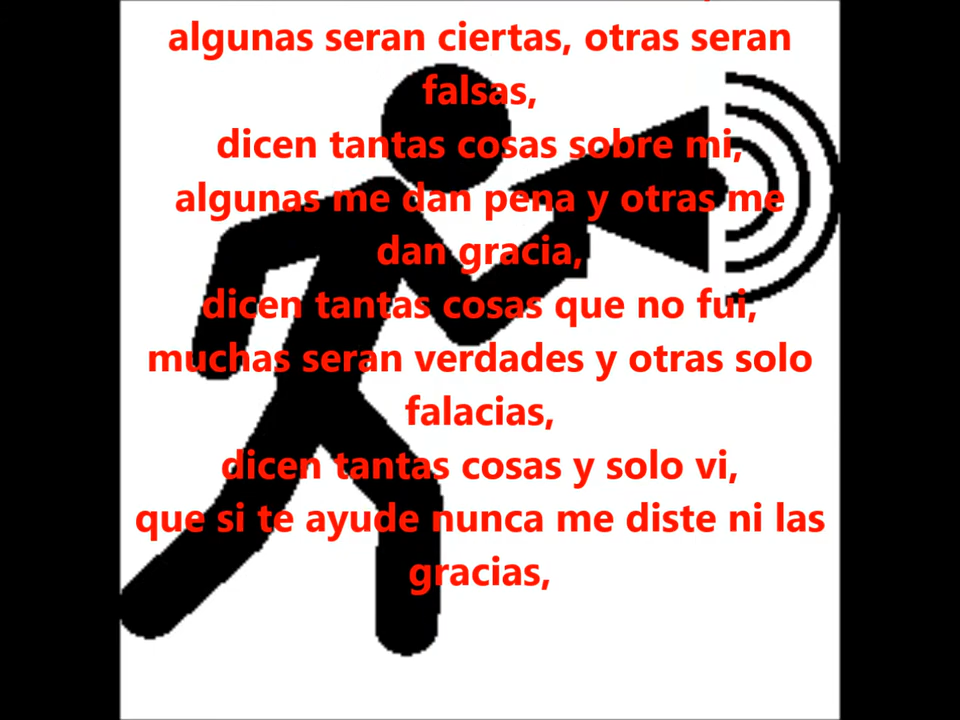 algunas seran ciertas, otras seran
falsas,
dicen tantas cosas sobre mi,
algunas me dan pena y otras me
dan gracia,
dicen tantas cosas que no fui,
muchas seran verdades y otras solo
falacias,
dicen tantas cosas y solo vi,
que si te ayude nunca me diste ni las
gracias,